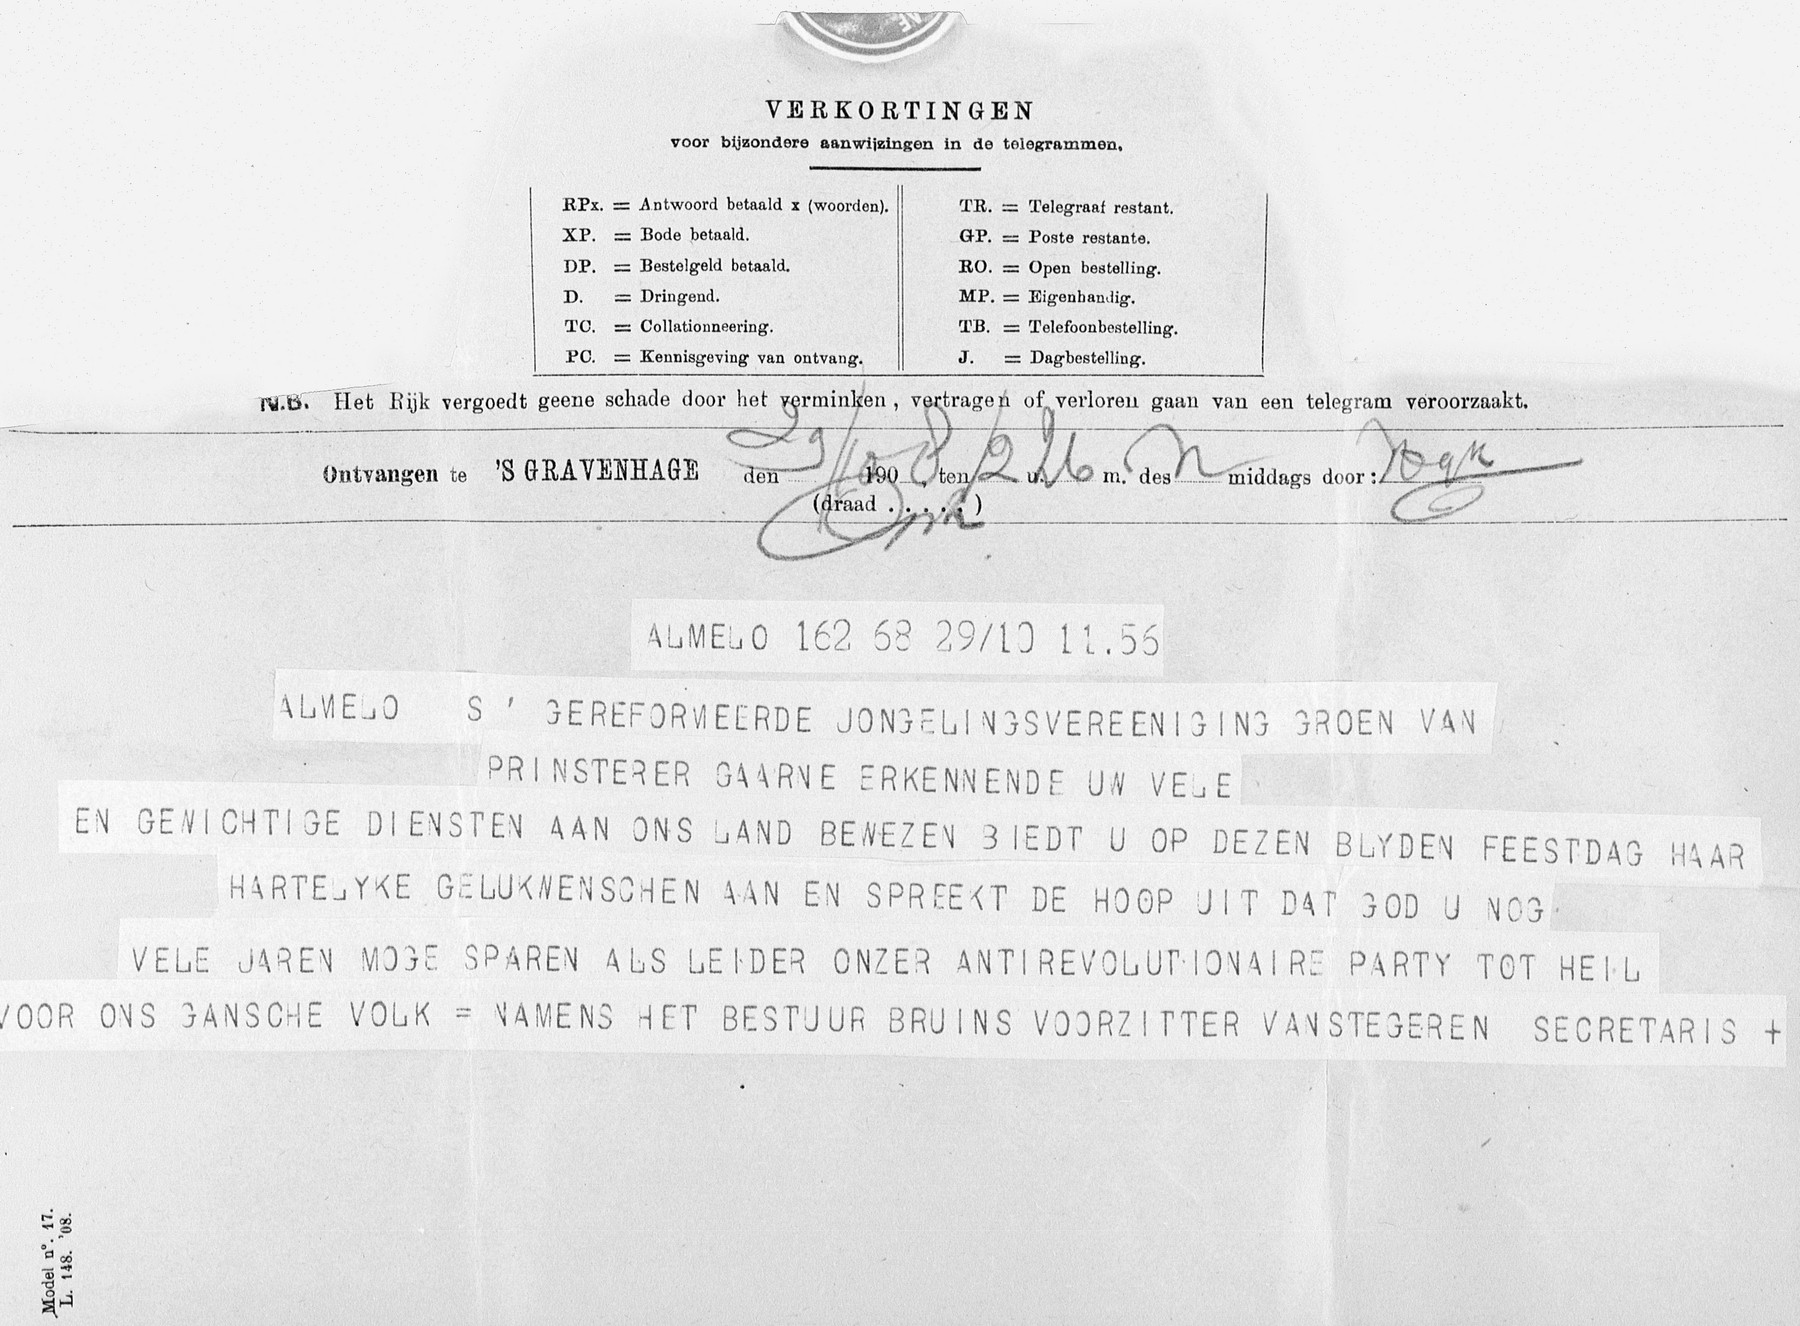 VERKORTINGEN
voor bijzondere aanwijzingen in de telegrammen.
RPx. = Antwoord betaald x (woorden).
XP. = Bode betaald.
DP. = Bestelgeld betaald.
D. = Dringend.
TC. = Collationneering.
PC. = Kennisgeving van ontvang.
TR. = Telegraaf restant.
GP. = Poste restante.
RO. = Open bestelling.
MP. = Eigenhandig.
TB. = Telefoonbestelling.
J. = Dagbestelling.
N.B. Het Rijk vergoedt geene schade door het verminken, vertragen of verloren gaan van een telegram veroorzaakt.
Ontvangen te 'S GRAVENHAGE den 29/10 1908, ten 12 u. 26 m. des N middags door:
(draad . . . . . )
ALMELO 162 68 29/10 11.56
ALMELO S ' GEREFORMEERDE JONGELINGSVEREENIGING GROEN VAN
PRINSTERER GAARNE ERKENNENDE UW VELE
EN GEWICHTIGE DIENSTEN AAN ONS LAND BEWEZEN BIEDT U OP DEZEN BLYDEN FEESTDAG HAAR
HARTELYKE GELUKWENSCHEN AAN EN SPREEKT DE HOOP UIT DAT GOD U NOG
VELE JAREN MOGE SPAREN ALS LEIDER ONZER ANTIREVOLUTIONAIRE PARTY TOT HEIL
VOOR ONS GANSCHE VOLK = NAMENS HET BESTUUR BRUINS VOORZITTER VANSTEGEREN SECRETARIS +
Model n°. 17.
L. 148. '08.